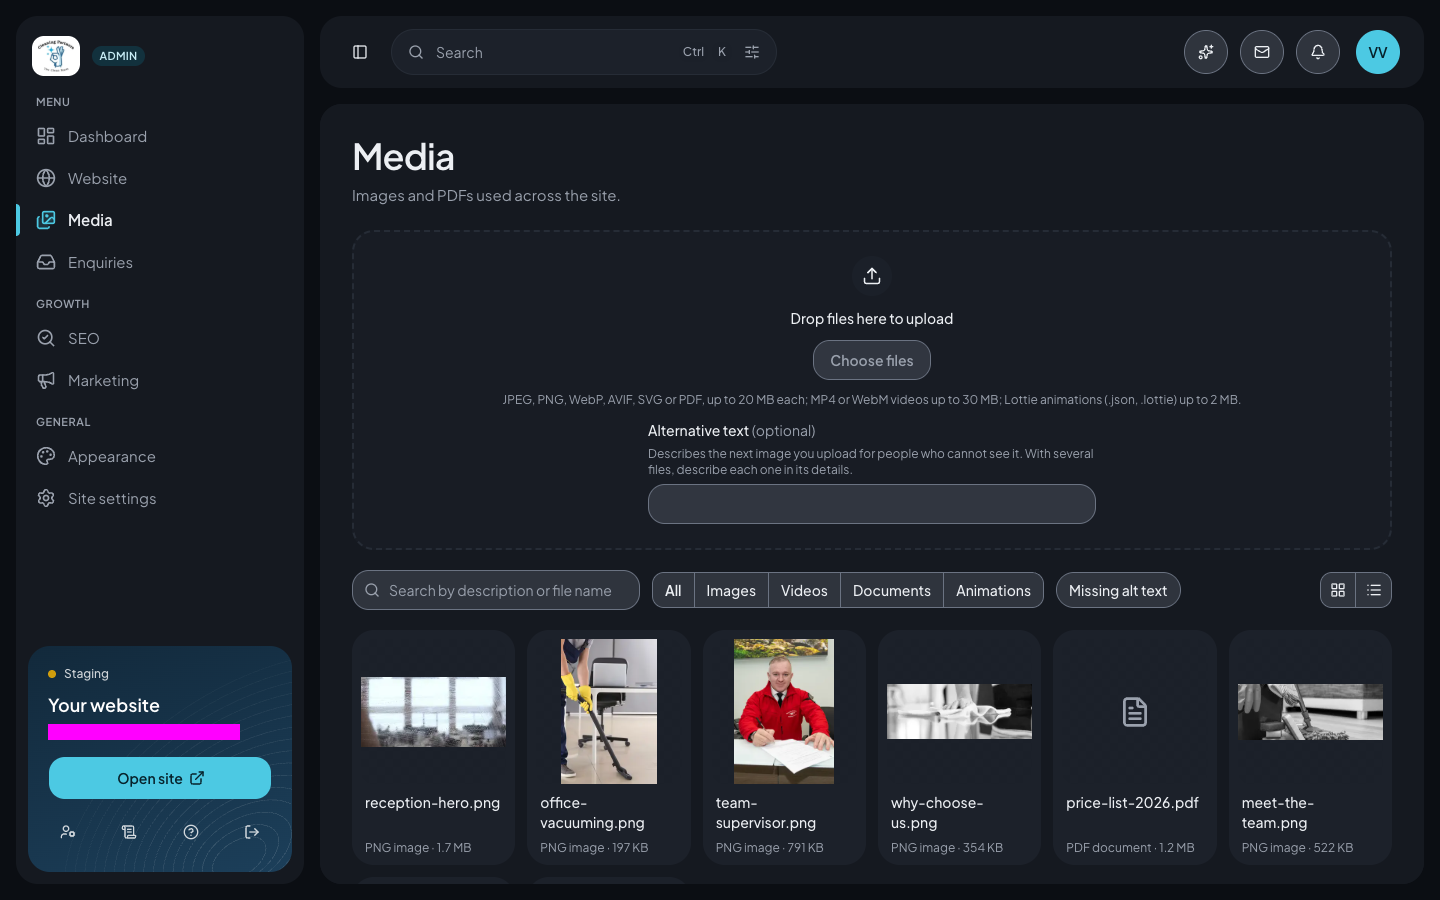 ADMIN
Search
Ctrl K
VV
MENU
Dashboard
Website
Media
Enquiries
GROWTH
SEO
Marketing
GENERAL
Appearance
Site settings
Staging
Your website
Open site
Media
Images and PDFs used across the site.
Drop files here to upload
Choose files
JPEG, PNG, WebP, AVIF, SVG or PDF, up to 20 MB each; MP4 or WebM videos up to 30 MB; Lottie animations (.json, .lottie) up to 2 MB.
Alternative text (optional)
Describes the next image you upload for people who cannot see it. With several
files, describe each one in its details.
Search by description or file name
All Images Videos Documents Animations Missing alt text
reception-hero.png
PNG image · 1.7 MB
office-
vacuuming.png
PNG image · 197 KB
team-
supervisor.png
PNG image · 791 KB
why-choose-
us.png
PNG image · 354 KB
price-list-2026.pdf
PDF document · 1.2 MB
meet-the-
team.png
PNG image · 522 KB